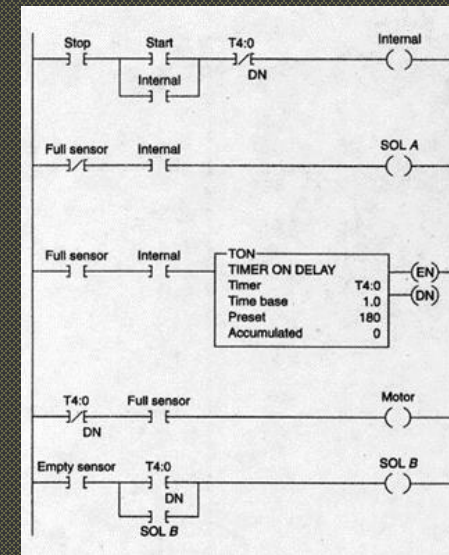 Stop Start T4:0 Internal
DN
Internal
Full sensor Internal SOL A
Full sensor Internal TON
TIMER ON DELAY
Timer T4:0
Time base 1.0
Preset 180
Accumulated 0
EN
DN
T4:0 Full sensor Motor
DN
Empty sensor T4:0 SOL B
DN
SOL B